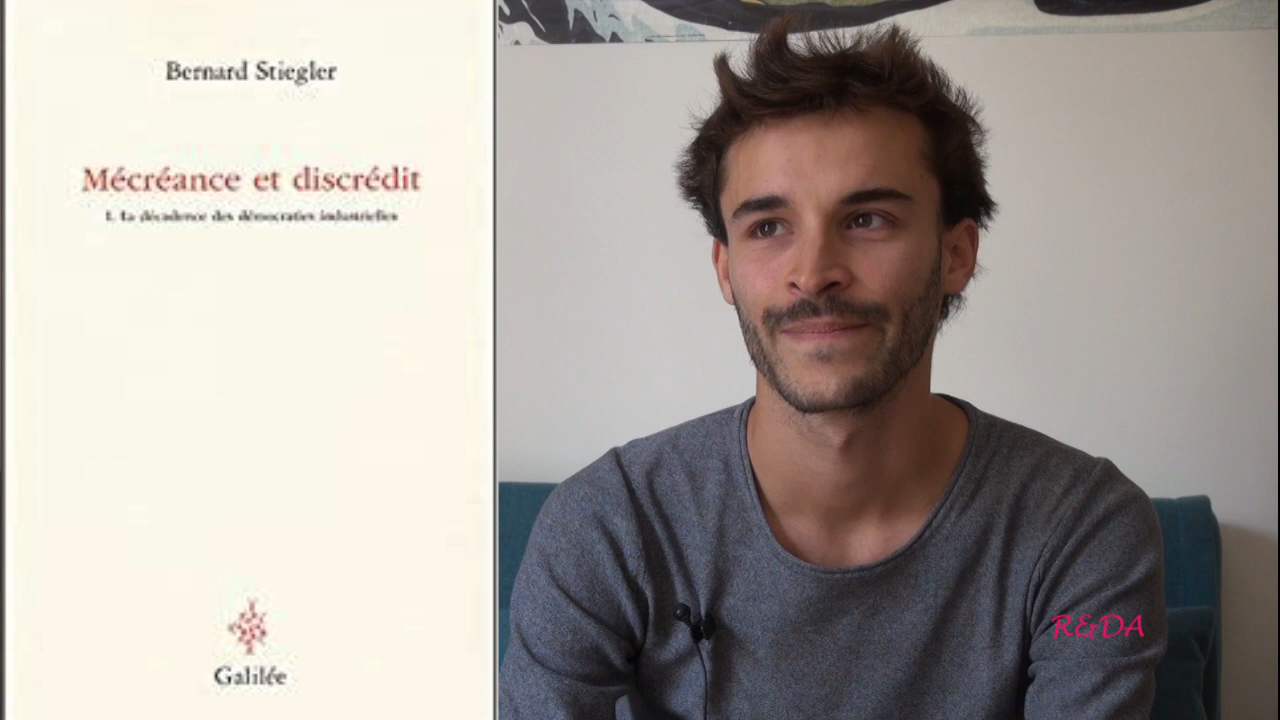 Bernard Stiegler
Mécréance et discrédit
1. La décadence des démocraties industrielles
Galilée
R&DA